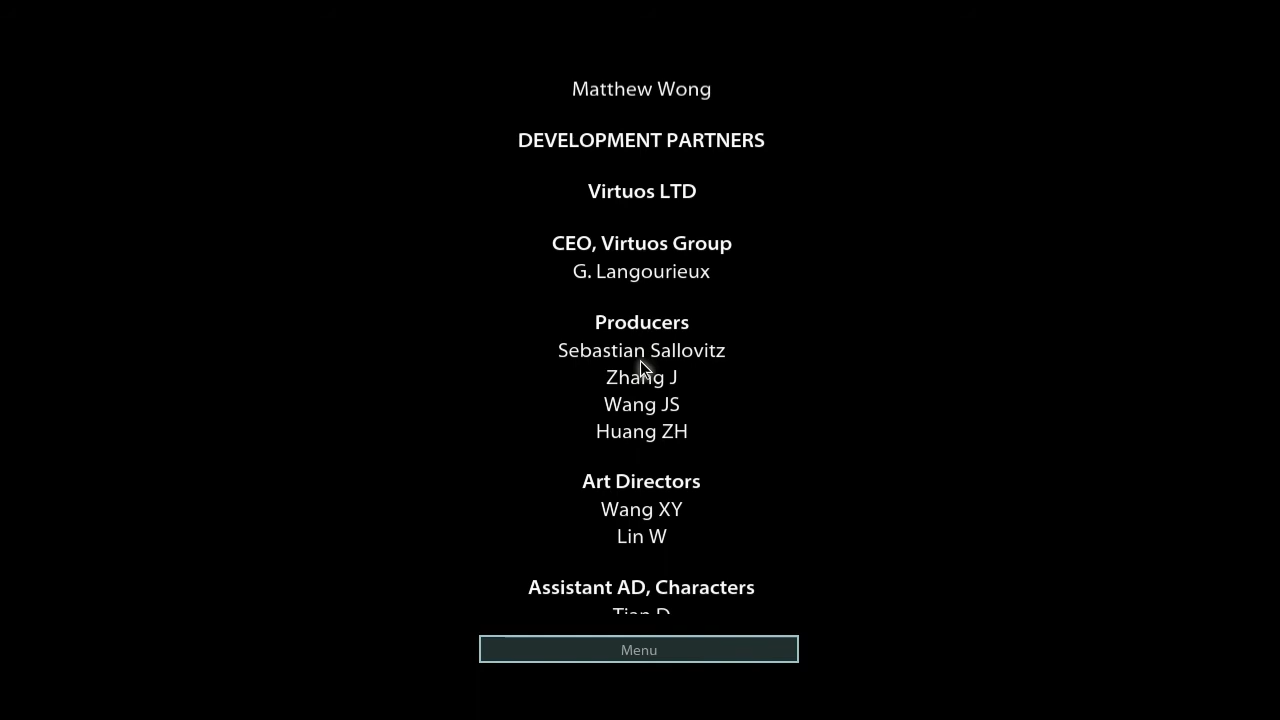 Matthew Wong
DEVELOPMENT PARTNERS
Virtuos LTD
CEO, Virtuos Group
G. Langourieux
Producers
Sebastian Sallovitz
Zhang J
Wang JS
Huang ZH
Art Directors
Wang XY
Lin W
Assistant AD, Characters
Tian D
Menu